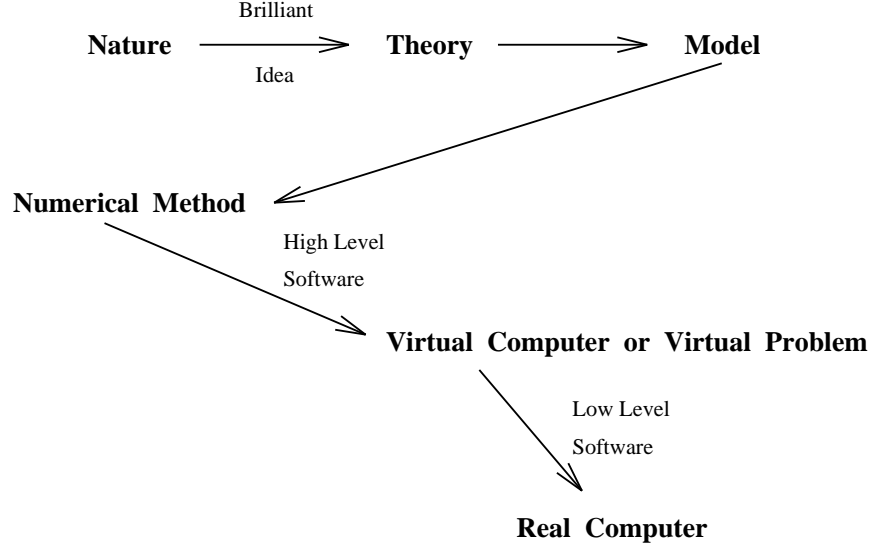 Brilliant
Nature Theory Model
Idea
Numerical Method
High Level
Software
Virtual Computer or Virtual Problem
Low Level
Software
Real Computer